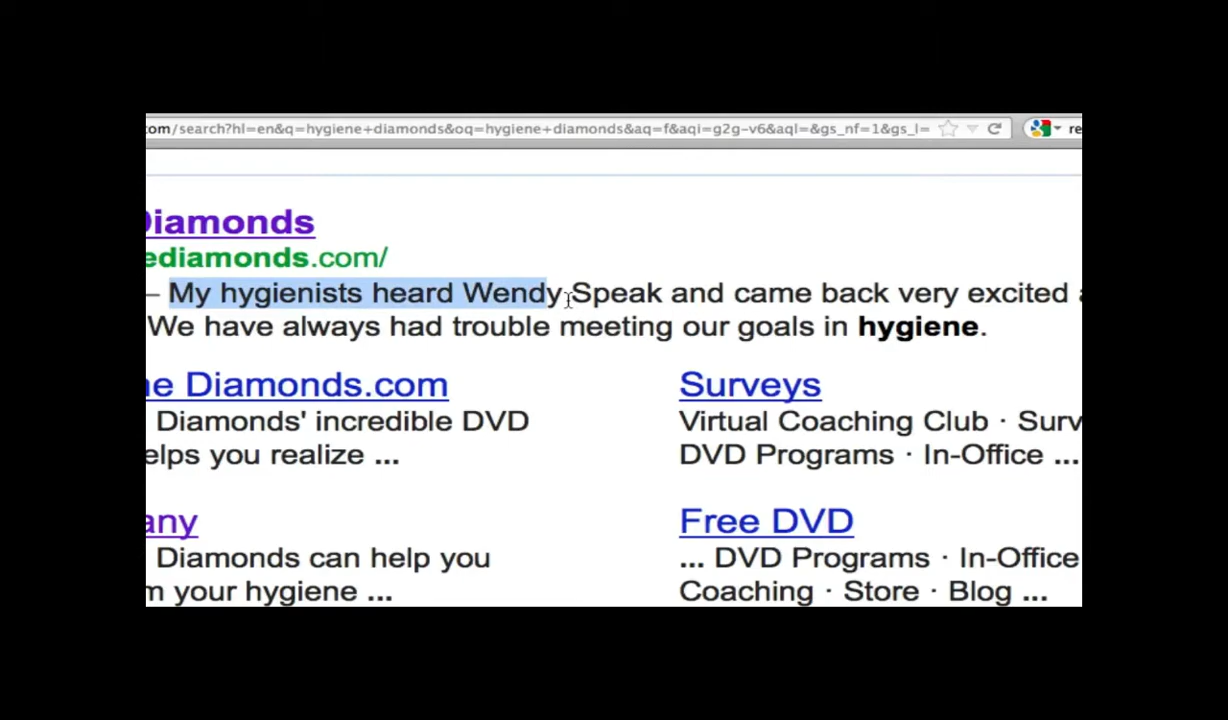 com/search?hl=en&q=hygiene+diamonds&oq=hygiene+diamonds&aq=f&aqi=g2g-v6&aql=&gs_nf=1&gs_l= re
Diamonds
ediamonds.com/
— My hygienists heard Wendy Speak and came back very excited
We have always had trouble meeting our goals in hygiene.
ne Diamonds.com Surveys
Diamonds' incredible DVD Virtual Coaching Club · Surv
elps you realize ... DVD Programs · In-Office ...
any Free DVD
Diamonds can help you ... DVD Programs · In-Office
m your hygiene ... Coaching · Store · Blog ...